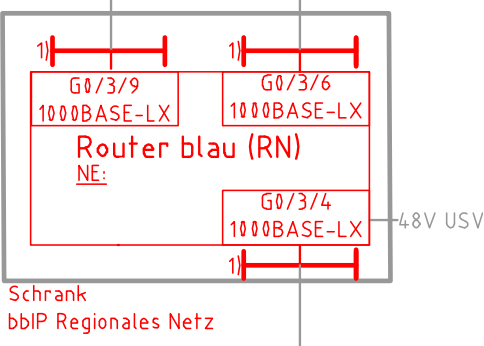 1) 1)
G0/3/9 G0/3/6
1000BASE-LX 1000BASE-LX
Router blau (RN)
NE:
G0/3/4
1000BASE-LX
48V USV
1)
Schrank
bbIP Regionales Netz